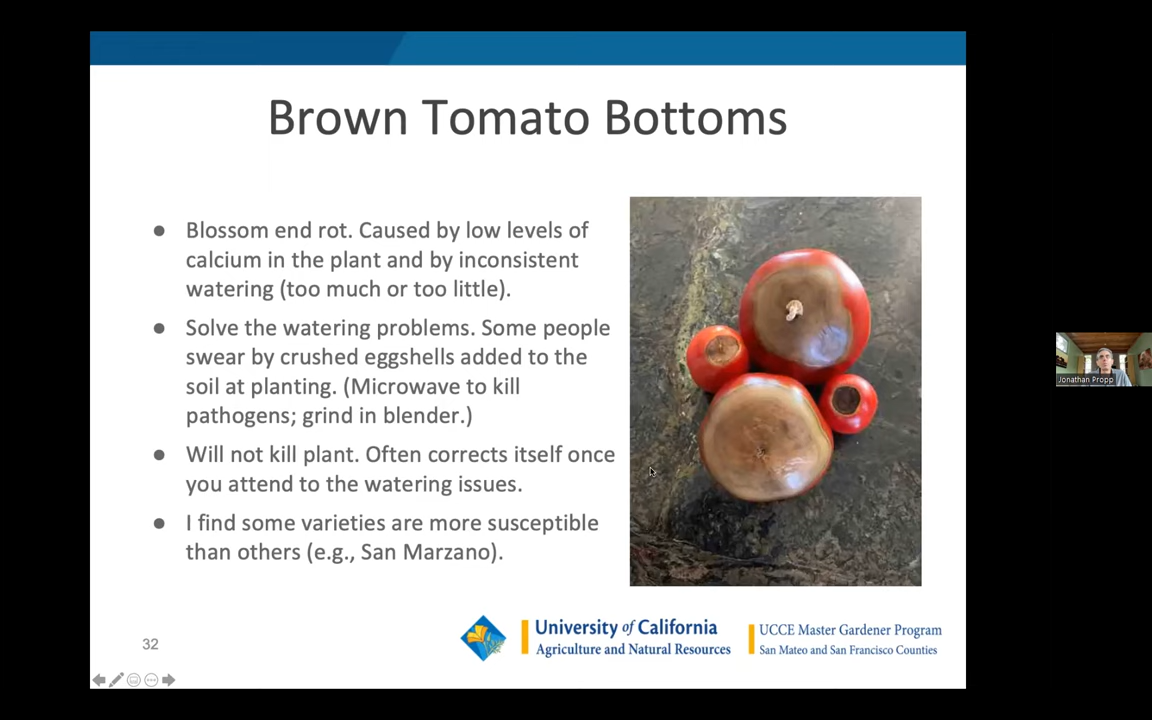 Brown Tomato Bottoms
● Blossom end rot. Caused by low levels of
calcium in the plant and by inconsistent
watering (too much or too little).
● Solve the watering problems. Some people
swear by crushed eggshells added to the
soil at planting. (Microwave to kill
pathogens; grind in blender.)
● Will not kill plant. Often corrects itself once
you attend to the watering issues.
● I find some varieties are more susceptible
than others (e.g., San Marzano).
Jonathan Propp
32
University of California
Agriculture and Natural Resources
UCCE Master Gardener Program
San Mateo and San Francisco Counties